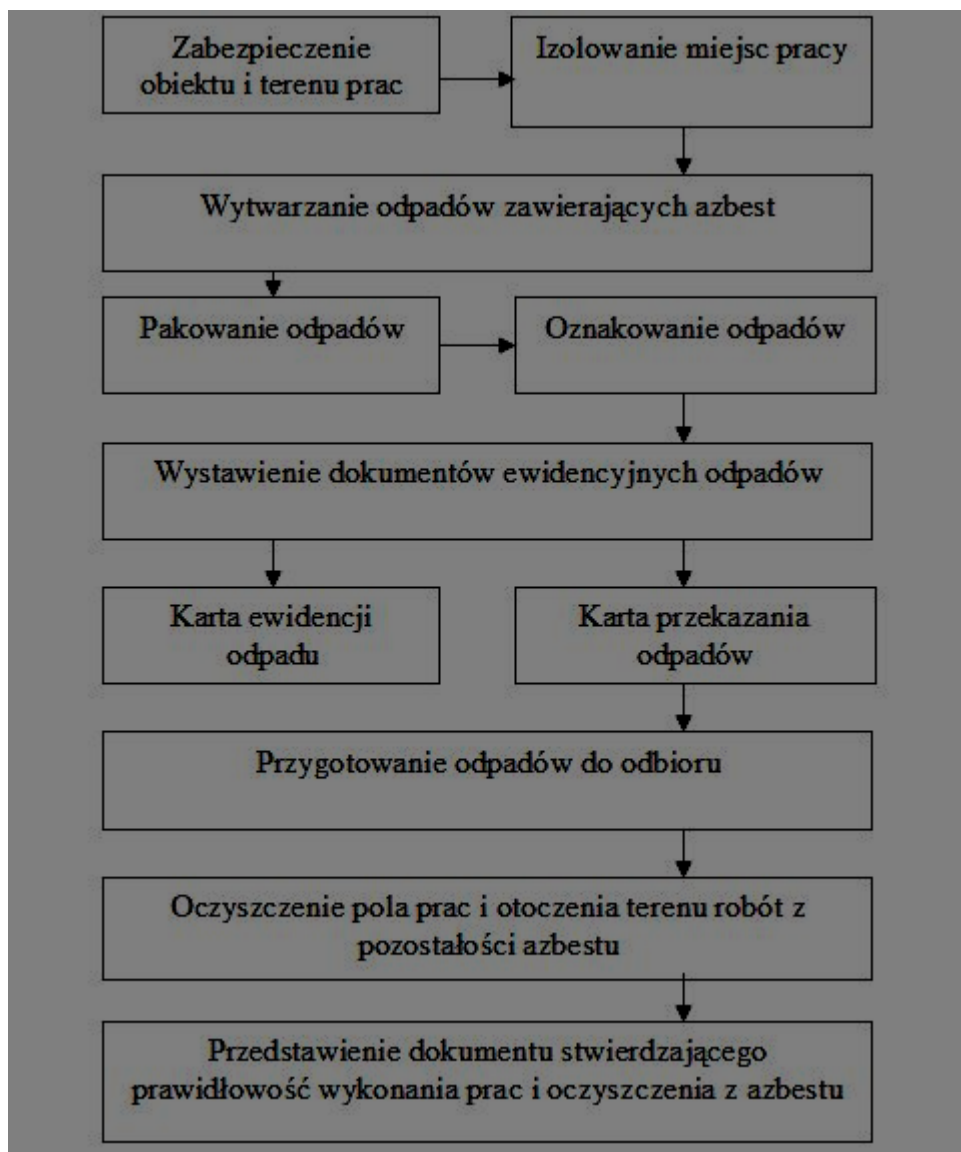 Zabezpieczenie
obiektu i terenu prac
Izolowanie miejsc pracy
Wytwarzanie odpadów zawierających azbest
Pakowanie odpadów
Oznakowanie odpadów
Wystawienie dokumentów ewidencyjnych odpadów
Karta ewidencji
odpadu
Karta przekazania
odpadów
Przygotowanie odpadów do odbioru
Oczyszczenie pola prac i otoczenia terenu robót z
pozostałości azbestu
Przedstawienie dokumentu stwierdzającego
prawidłowość wykonania prac i oczyszczenia z azbestu